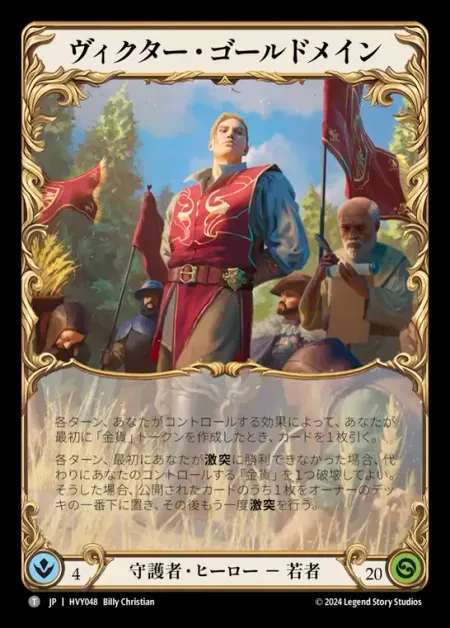 ヴィクター・ゴールドメイン
各ターン、あなたがコントロールする効果によって、あなたが
最初に「金貨」トークンを作成したとき、カードを1枚引く。
各ターン、最初にあなたが激突に勝利できなかった場合、代
わりにあなたのコントロールする「金貨」を1つ破壊してよい。
そうした場合、公開されたカードのうち1枚をオーナーのデッ
キの一番下に置き、その後もう一度激突を行う。
4
守護者・ヒーロー ー 若者
20
T JP | HVY048 Billy Christian
© 2024 Legend Story Studios